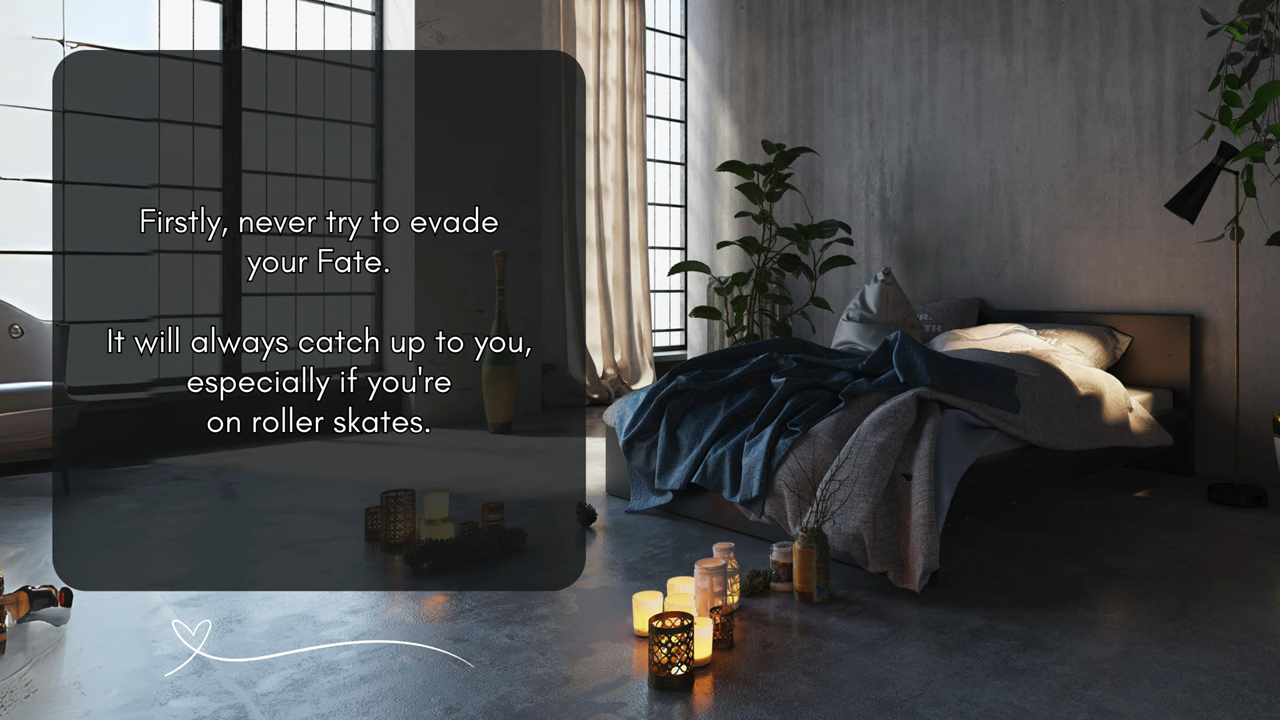 Firstly, never try to evade
your Fate.
It will always catch up to you,
especially if you're
on roller skates.